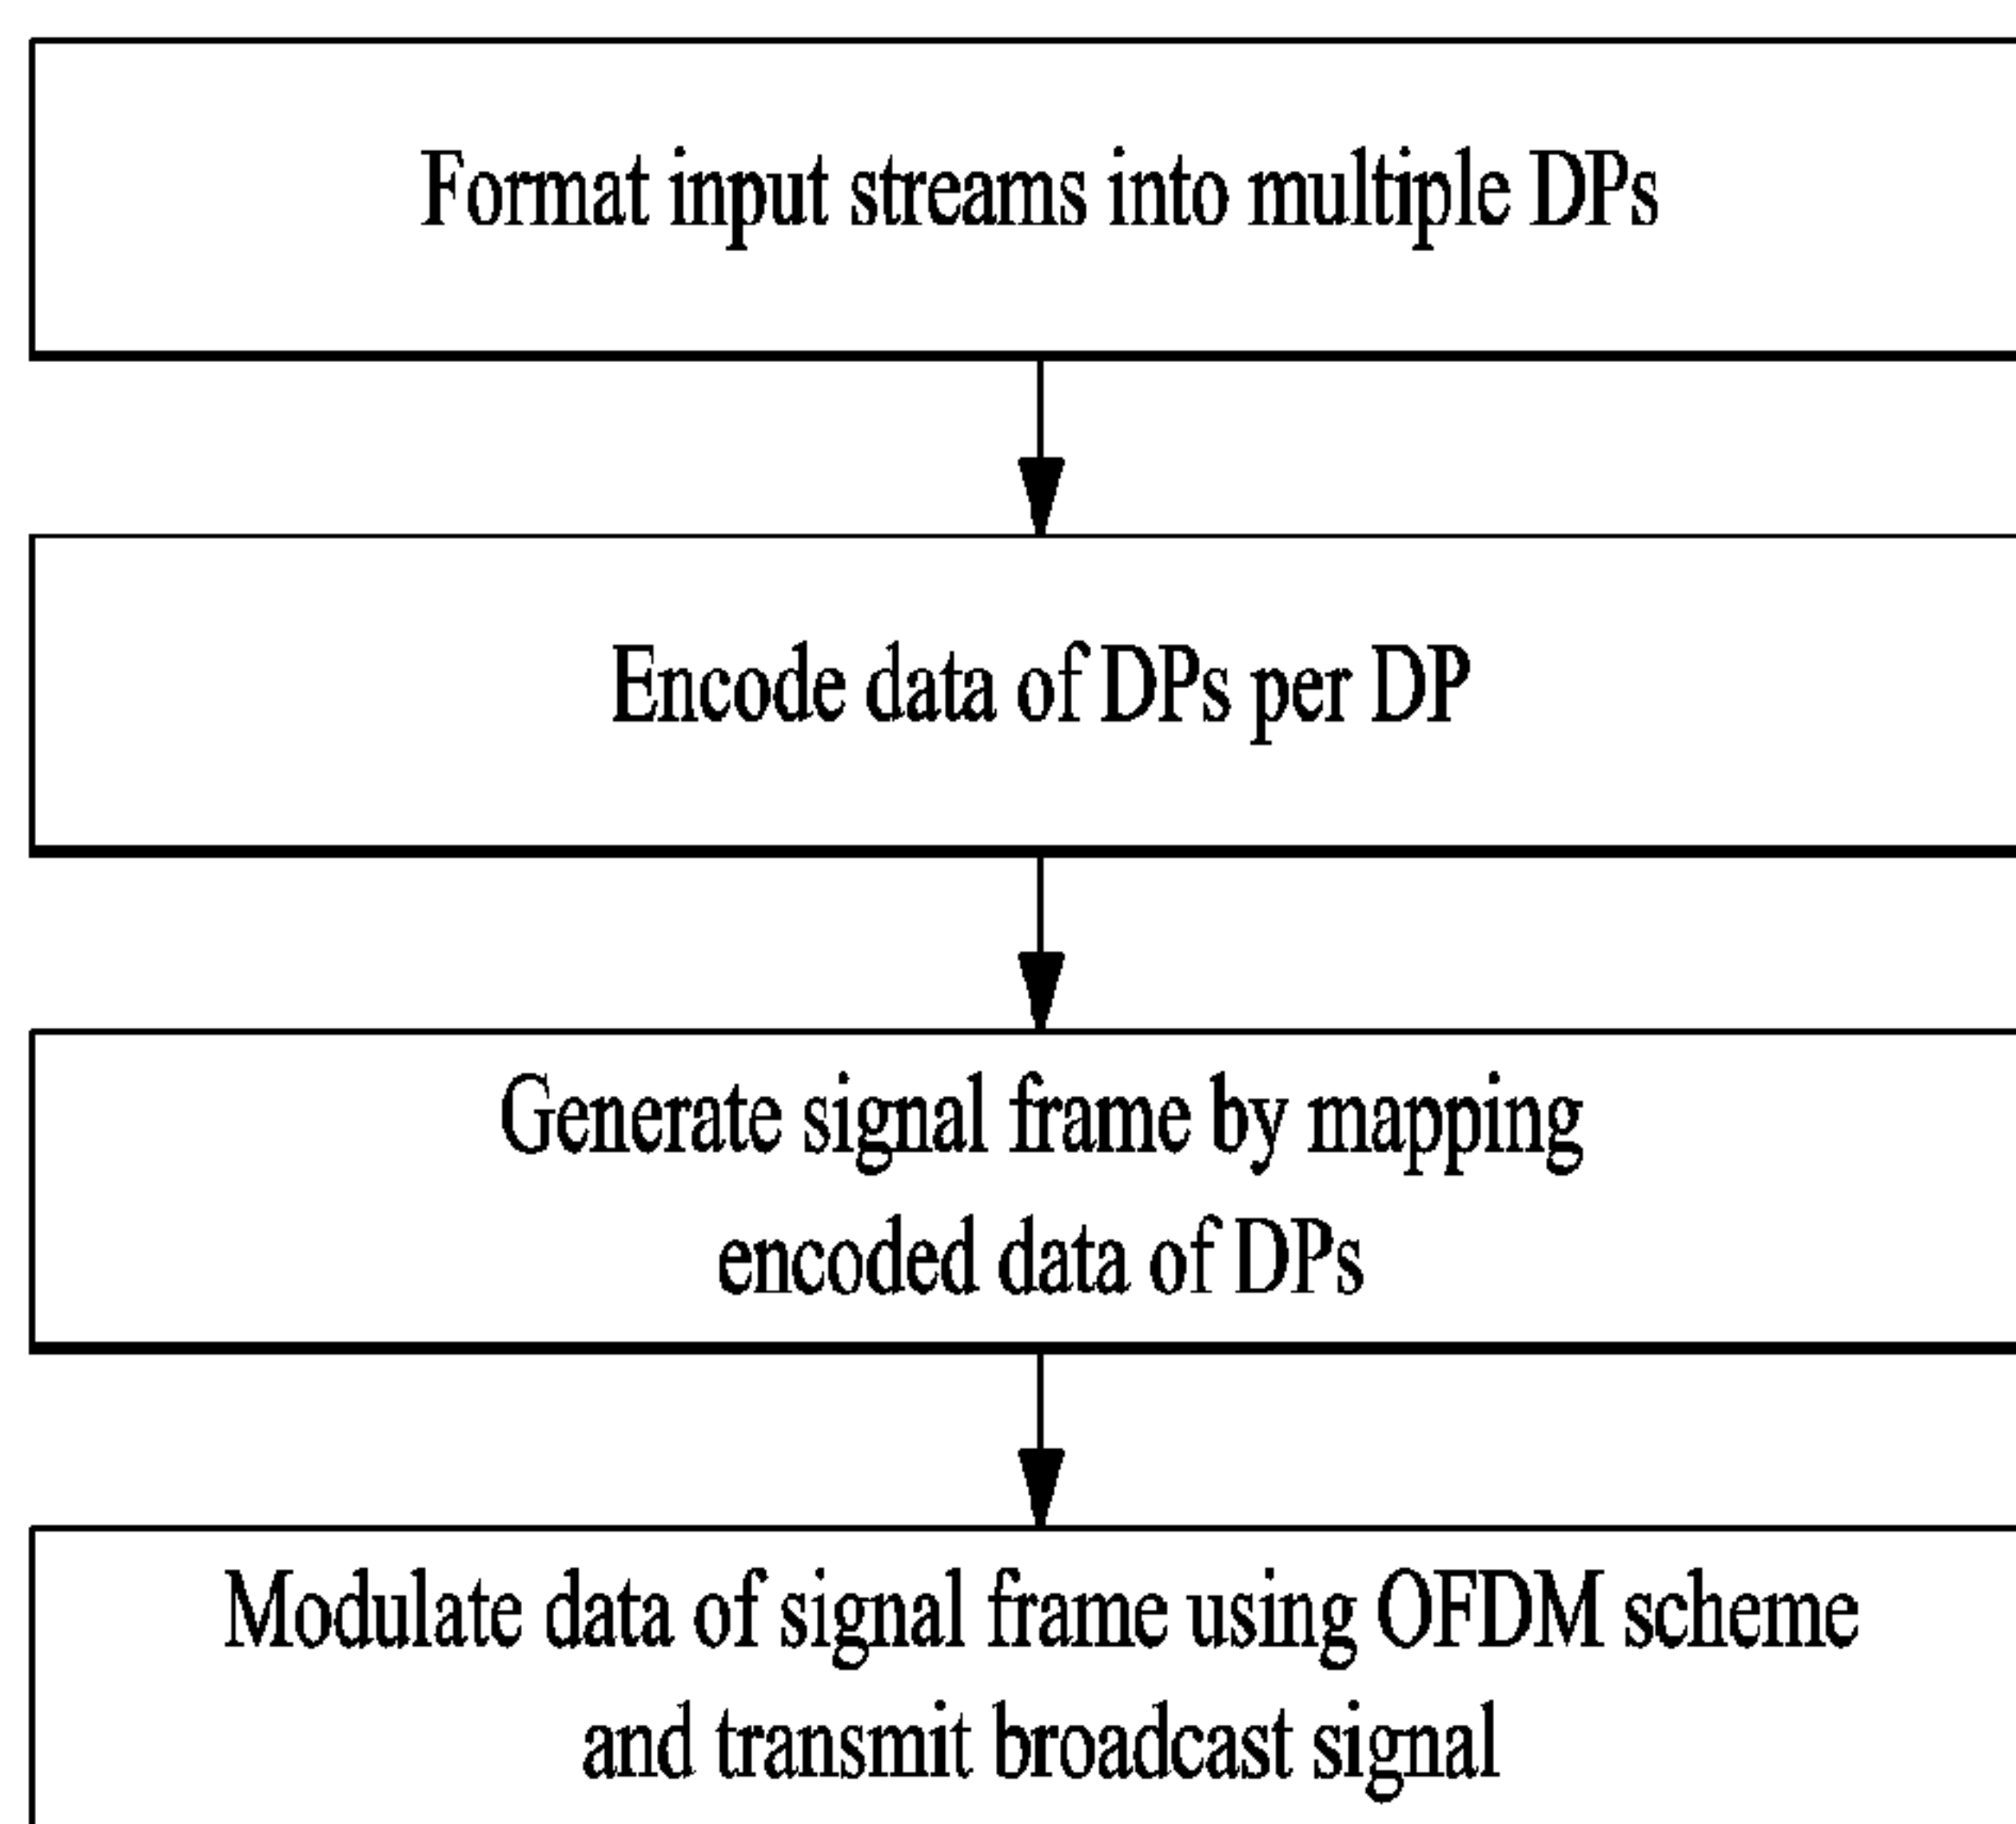 Format input streams into multiple DPs
Encode data of DPs per DP
Generate signal frame by mapping
encoded data of DPs
Modulate data of signal frame using OFDM scheme
and transmit broadcast signal